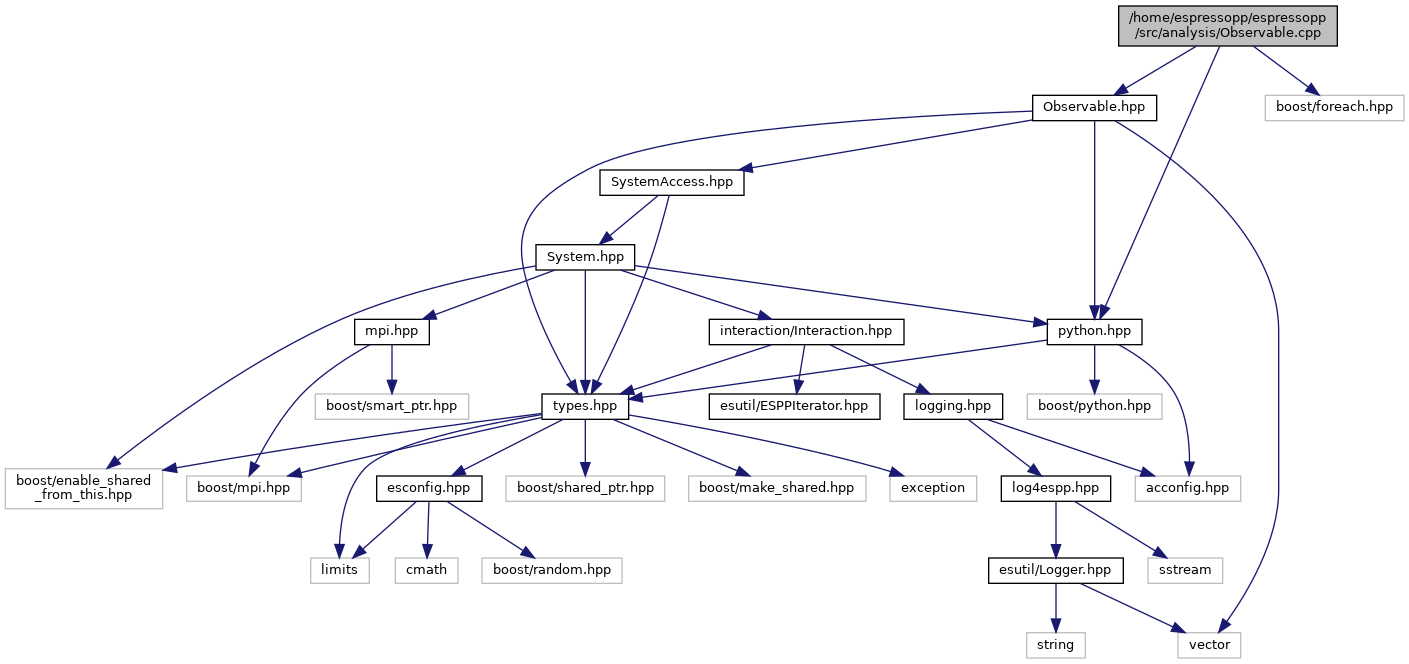 /home/espressopp/espressopp
/src/analysis/Observable.cpp
Observable.hpp
boost/foreach.hpp
SystemAccess.hpp
System.hpp
mpi.hpp
interaction/Interaction.hpp
python.hpp
boost/smart_ptr.hpp
types.hpp
esutil/ESPPIterator.hpp
logging.hpp
boost/python.hpp
boost/enable_shared
_from_this.hpp
boost/mpi.hpp
esconfig.hpp
boost/shared_ptr.hpp
boost/make_shared.hpp
exception
log4espp.hpp
acconfig.hpp
limits
cmath
boost/random.hpp
esutil/Logger.hpp
sstream
string
vector